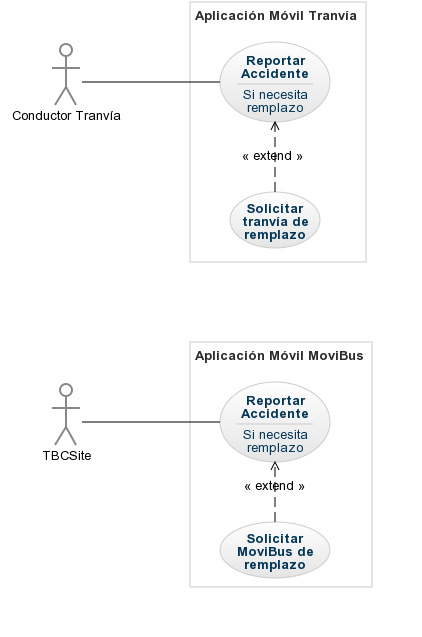 Aplicación Móvil Tranvía
Reportar
Accidente
Si necesita
remplazo
Conductor Tranvía
« extend »
Solicitar
tranvía de
remplazo
Aplicación Móvil MoviBus
Reportar
Accidente
Si necesita
remplazo
TBCSite
« extend »
Solicitar
MoviBus de
remplazo